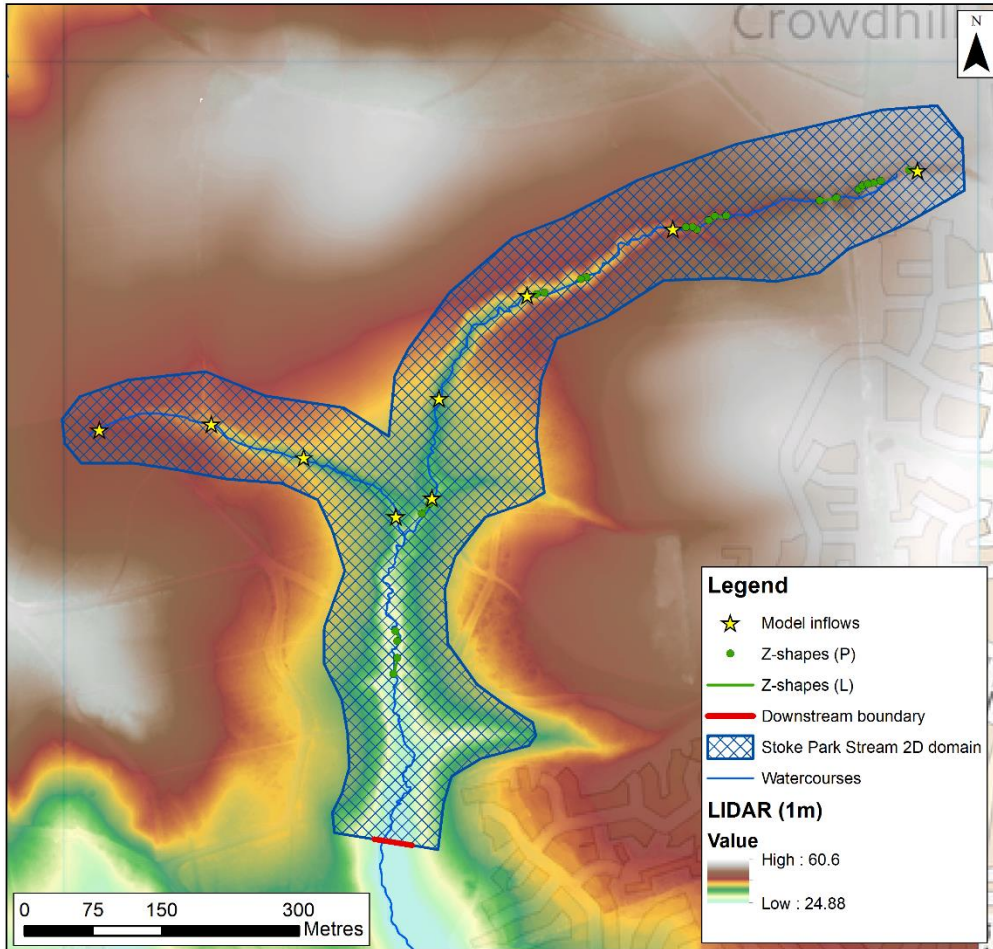 Crowdhill
N
Legend
Model inflows
Z-shapes (P)
Z-shapes (L)
Downstream boundary
Stoke Park Stream 2D domain
Watercourses
LIDAR (1m)
Value
High : 60.6
Low : 24.88
0 75 150 300
Metres